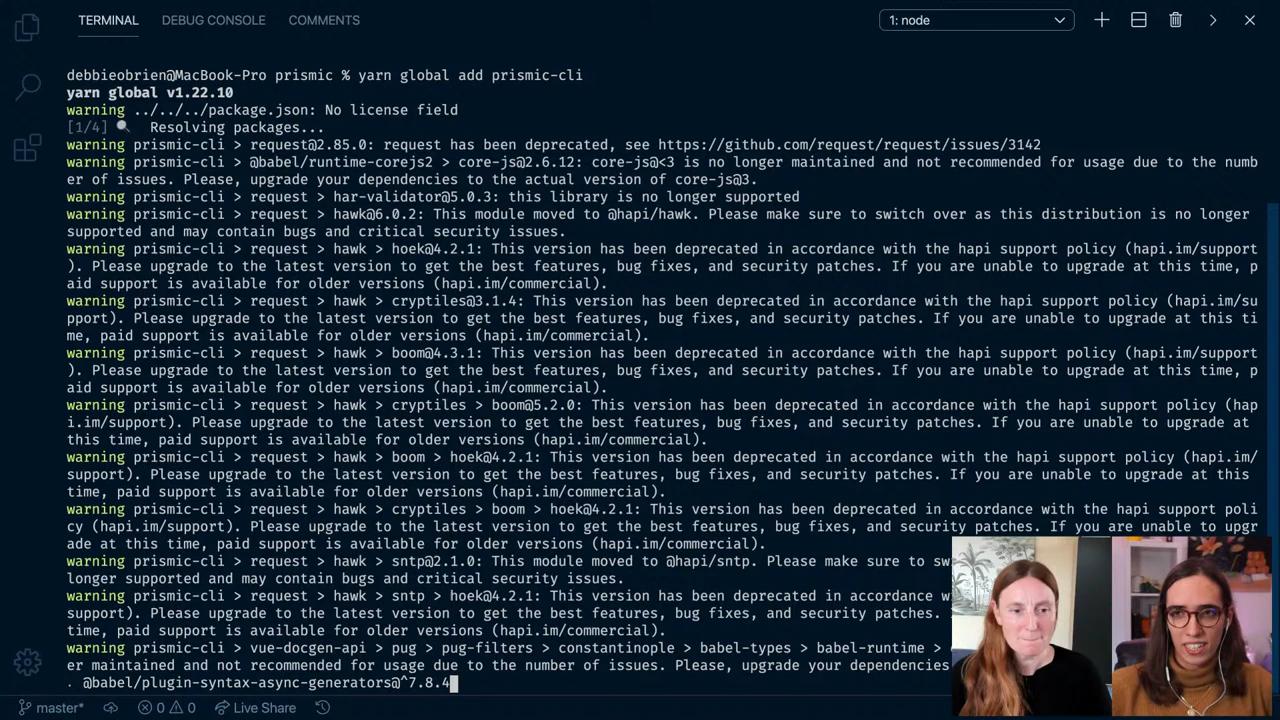 TERMINAL
DEBUG CONSOLE
COMMENTS
1: node
debbieobrien@MacBook-Pro prismic % yarn global add prismic-cli
yarn global v1.22.10
warning ../../../package.json: No license field
[1/4] 🔍 Resolving packages...
warning prismic-cli > request@2.85.0: request has been deprecated, see https://github.com/request/request/issues/3142
warning prismic-cli > @babel/runtime-corejs2 > core-js@2.6.12: core-js@<3 is no longer maintained and not recommended for usage due to the numb
er of issues. Please, upgrade your dependencies to the actual version of core-js@3.
warning prismic-cli > request > har-validator@5.0.3: this library is no longer supported
warning prismic-cli > request > hawk@6.0.2: This module moved to @hapi/hawk. Please make sure to switch over as this distribution is no longer
supported and may contain bugs and critical security issues.
warning prismic-cli > request > hawk > hoek@4.2.1: This version has been deprecated in accordance with the hapi support policy (hapi.im/support
). Please upgrade to the latest version to get the best features, bug fixes, and security patches. If you are unable to upgrade at this time, p
aid support is available for older versions (hapi.im/commercial).
warning prismic-cli > request > hawk > cryptiles@3.1.4: This version has been deprecated in accordance with the hapi support policy (hapi.im/su
pport). Please upgrade to the latest version to get the best features, bug fixes, and security patches. If you are unable to upgrade at this ti
me, paid support is available for older versions (hapi.im/commercial).
warning prismic-cli > request > hawk > boom@4.3.1: This version has been deprecated in accordance with the hapi support policy (hapi.im/support
). Please upgrade to the latest version to get the best features, bug fixes, and security patches. If you are unable to upgrade at this time, p
aid support is available for older versions (hapi.im/commercial).
warning prismic-cli > request > hawk > cryptiles > boom@5.2.0: This version has been deprecated in accordance with the hapi support policy (hap
i.im/support). Please upgrade to the latest version to get the best features, bug fixes, and security patches. If you are unable to upgrade at
this time, paid support is available for older versions (hapi.im/commercial).
warning prismic-cli > request > hawk > boom > hoek@4.2.1: This version has been deprecated in accordance with the hapi support policy (hapi.im/
support). Please upgrade to the latest version to get the best features, bug fixes, and security patches. If you are unable to upgrade at this
time, paid support is available for older versions (hapi.im/commercial).
warning prismic-cli > request > hawk > cryptiles > boom > hoek@4.2.1: This version has been deprecated in accordance with the hapi support poli
cy (hapi.im/support). Please upgrade to the latest version to get the best features, bug fixes, and security patches. If you are unable to upgr
ade at this time, paid support is available for older versions (hapi.im/commercial).
warning prismic-cli > request > hawk > sntp@2.1.0: This module moved to @hapi/sntp. Please make sure to sw
longer supported and may contain bugs and critical security issues.
warning prismic-cli > request > hawk > sntp > hoek@4.2.1: This version has been deprecated in accordance w
support). Please upgrade to the latest version to get the best features, bug fixes, and security patches.
time, paid support is available for older versions (hapi.im/commercial).
warning prismic-cli > vue-docgen-api > pug > pug-filters > constantinople > babel-types > babel-runtime >
er maintained and not recommended for usage due to the number of issues. Please, upgrade your dependencies
. @babel/plugin-syntax-async-generators@^7.8.4
master*
0
0
Live Share